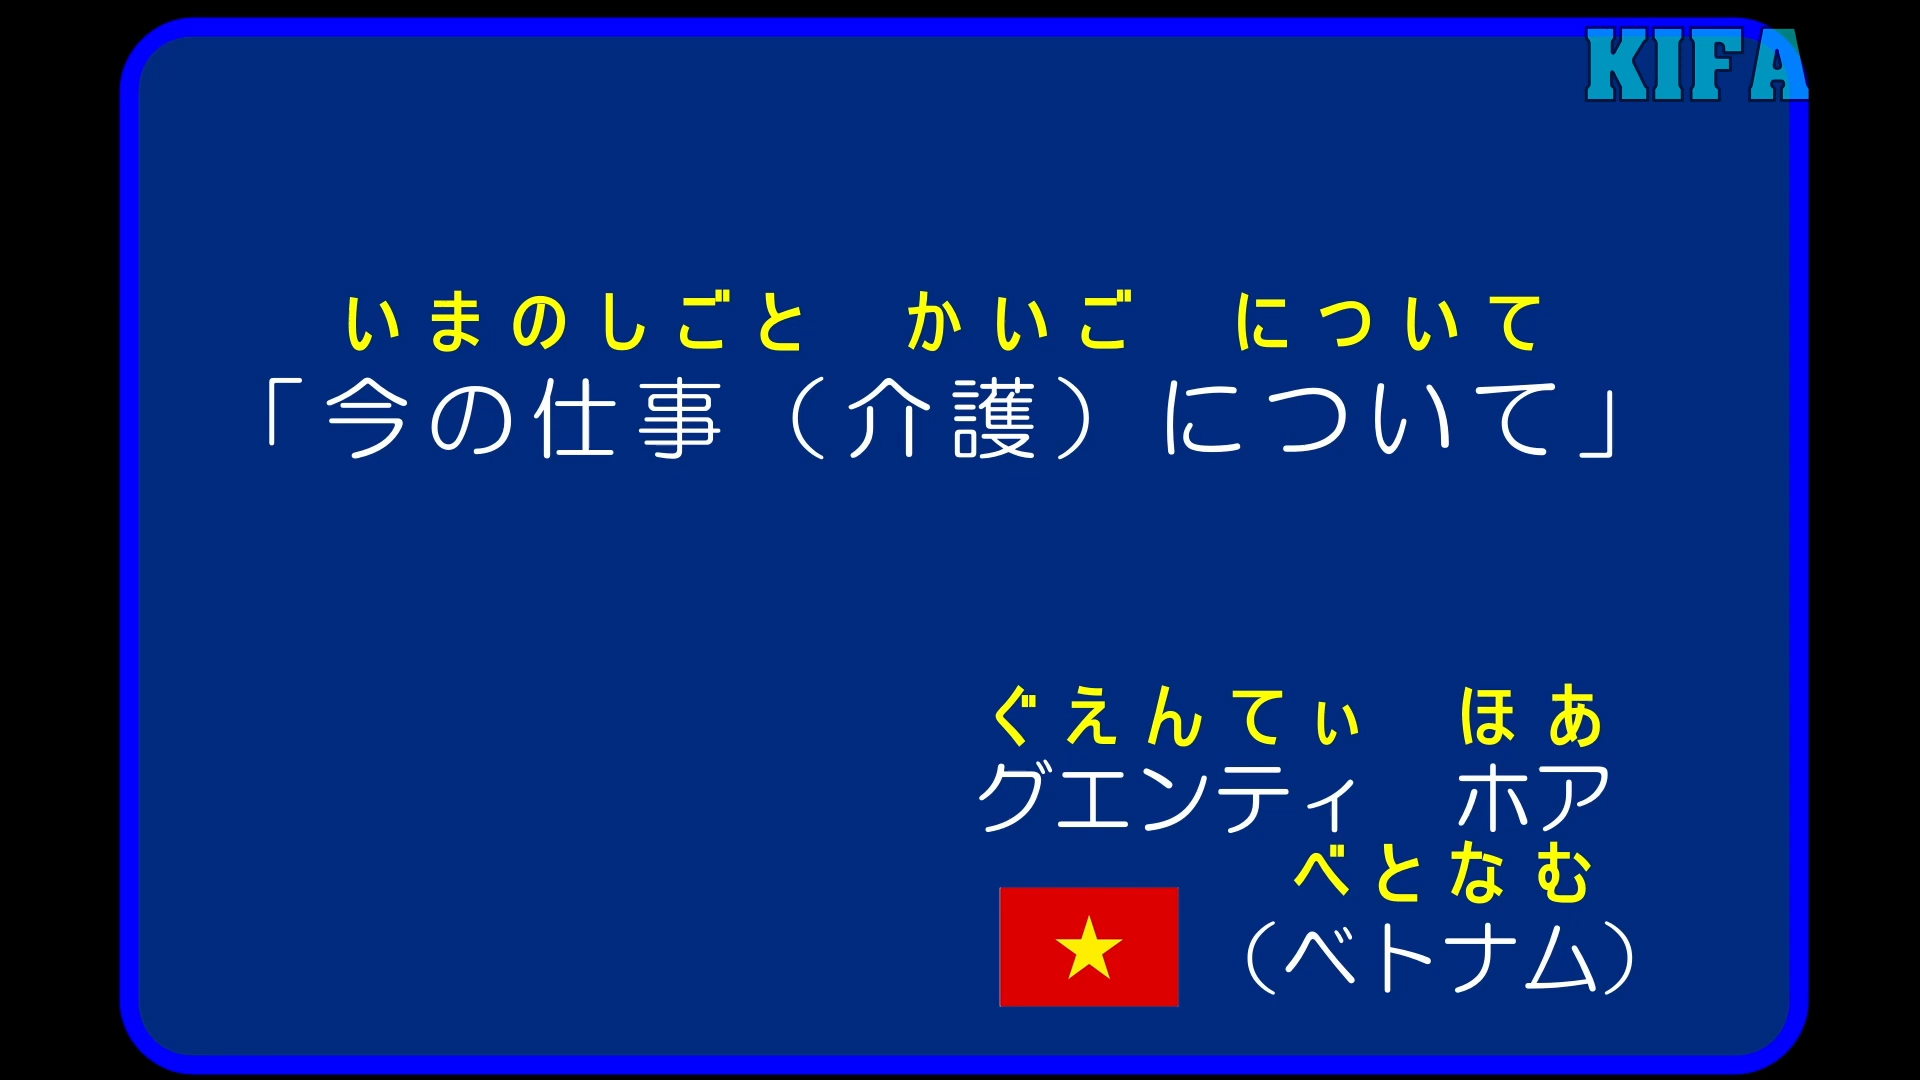 KIFA
いまのしごと　かいご　について
「今の仕事（介護）について」
ぐえんてぃ　ほあ
グエンティ　ホア
べとなむ
（ベトナム）